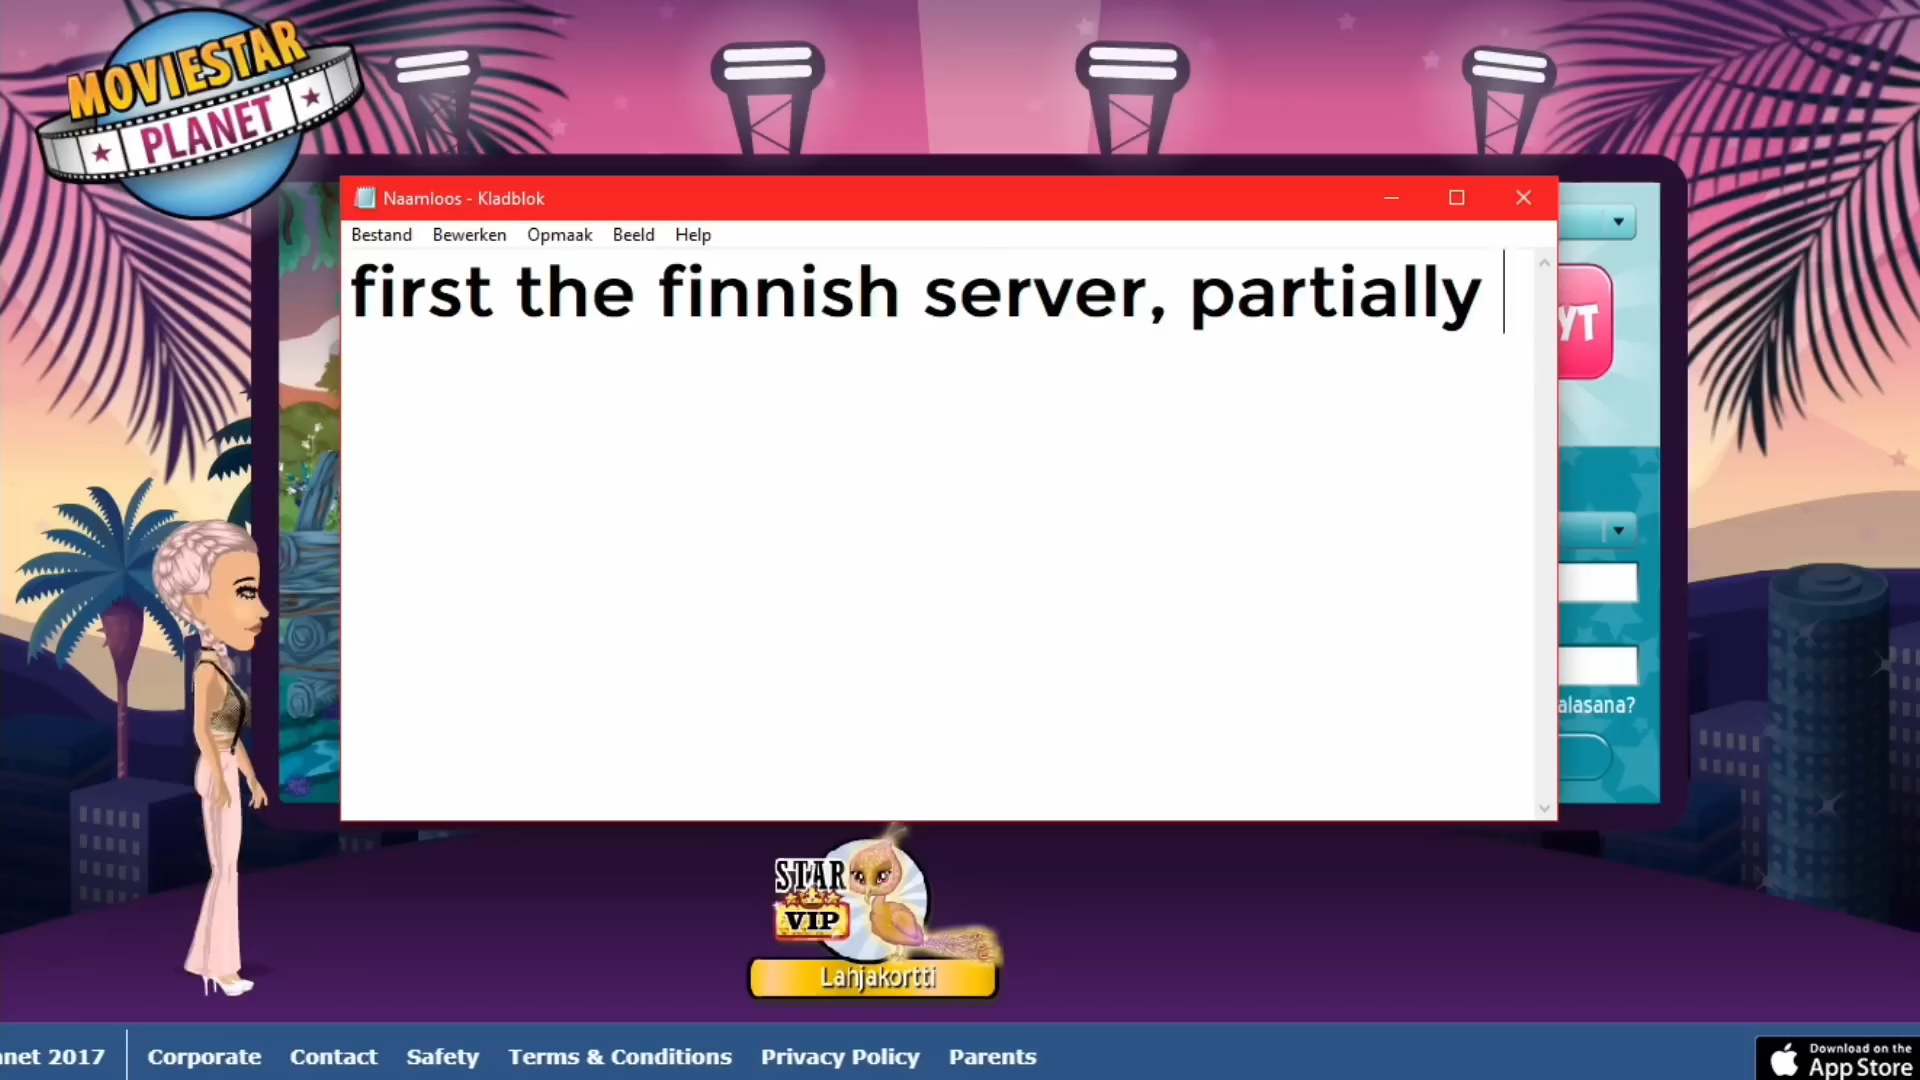 MOVIESTAR
PLANET
Naamloos - Kladblok
Bestand Bewerken Opmaak Beeld Help
first the finnish server, partially
YT
alasana?
STAR
VIP
Lahjakortti
anet 2017 Corporate Contact Safety Terms & Conditions Privacy Policy Parents
Download on the
App Store